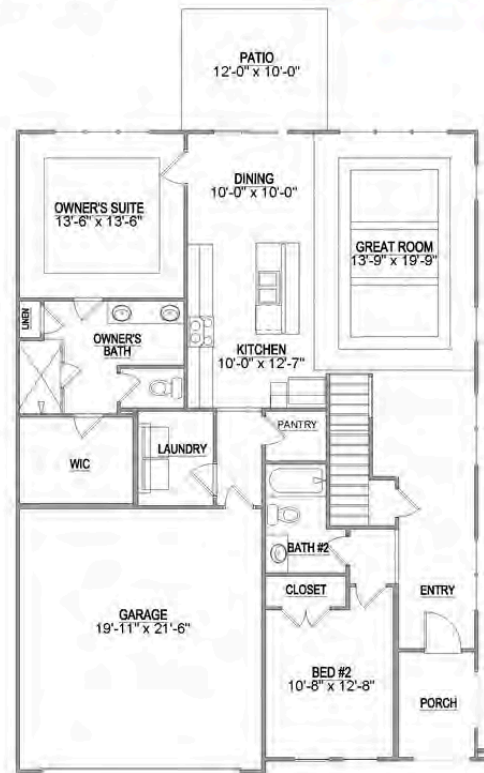 PATIO
12'-0" x 10'-0"
DINING
10'-0" x 10'-0"
OWNER'S SUITE
13'-6" x 13'-6"
GREAT ROOM
13'-9" x 19'-9"
LINEN
OWNER'S
BATH
KITCHEN
10'-0" x 12'-7"
PANTRY
LAUNDRY
WIC
BATH #2
CLOSET
ENTRY
GARAGE
19'-11" x 21'-6"
BED #2
10'-8" x 12'-8"
PORCH